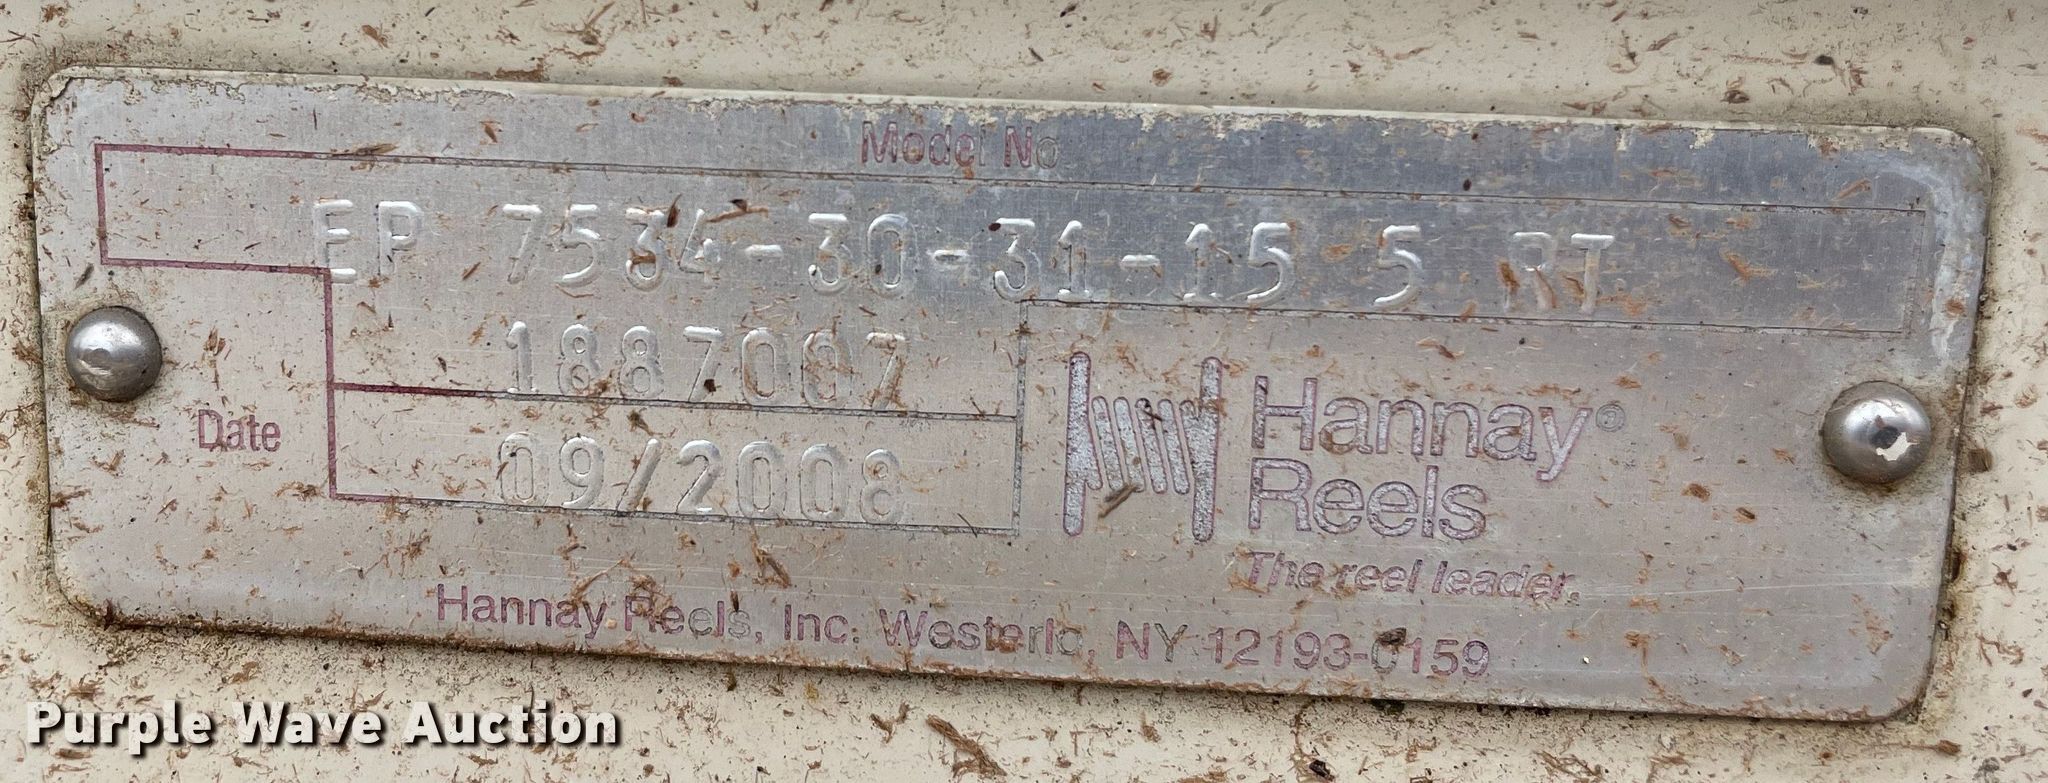 Model No
EP 7534-30-31-15 5 RT
1887007
Date
09/2008
Hannay®
Reels
The reel leader.
Hannay Reels, Inc. Westerlo, NY 12193-0159
Purple Wave Auction